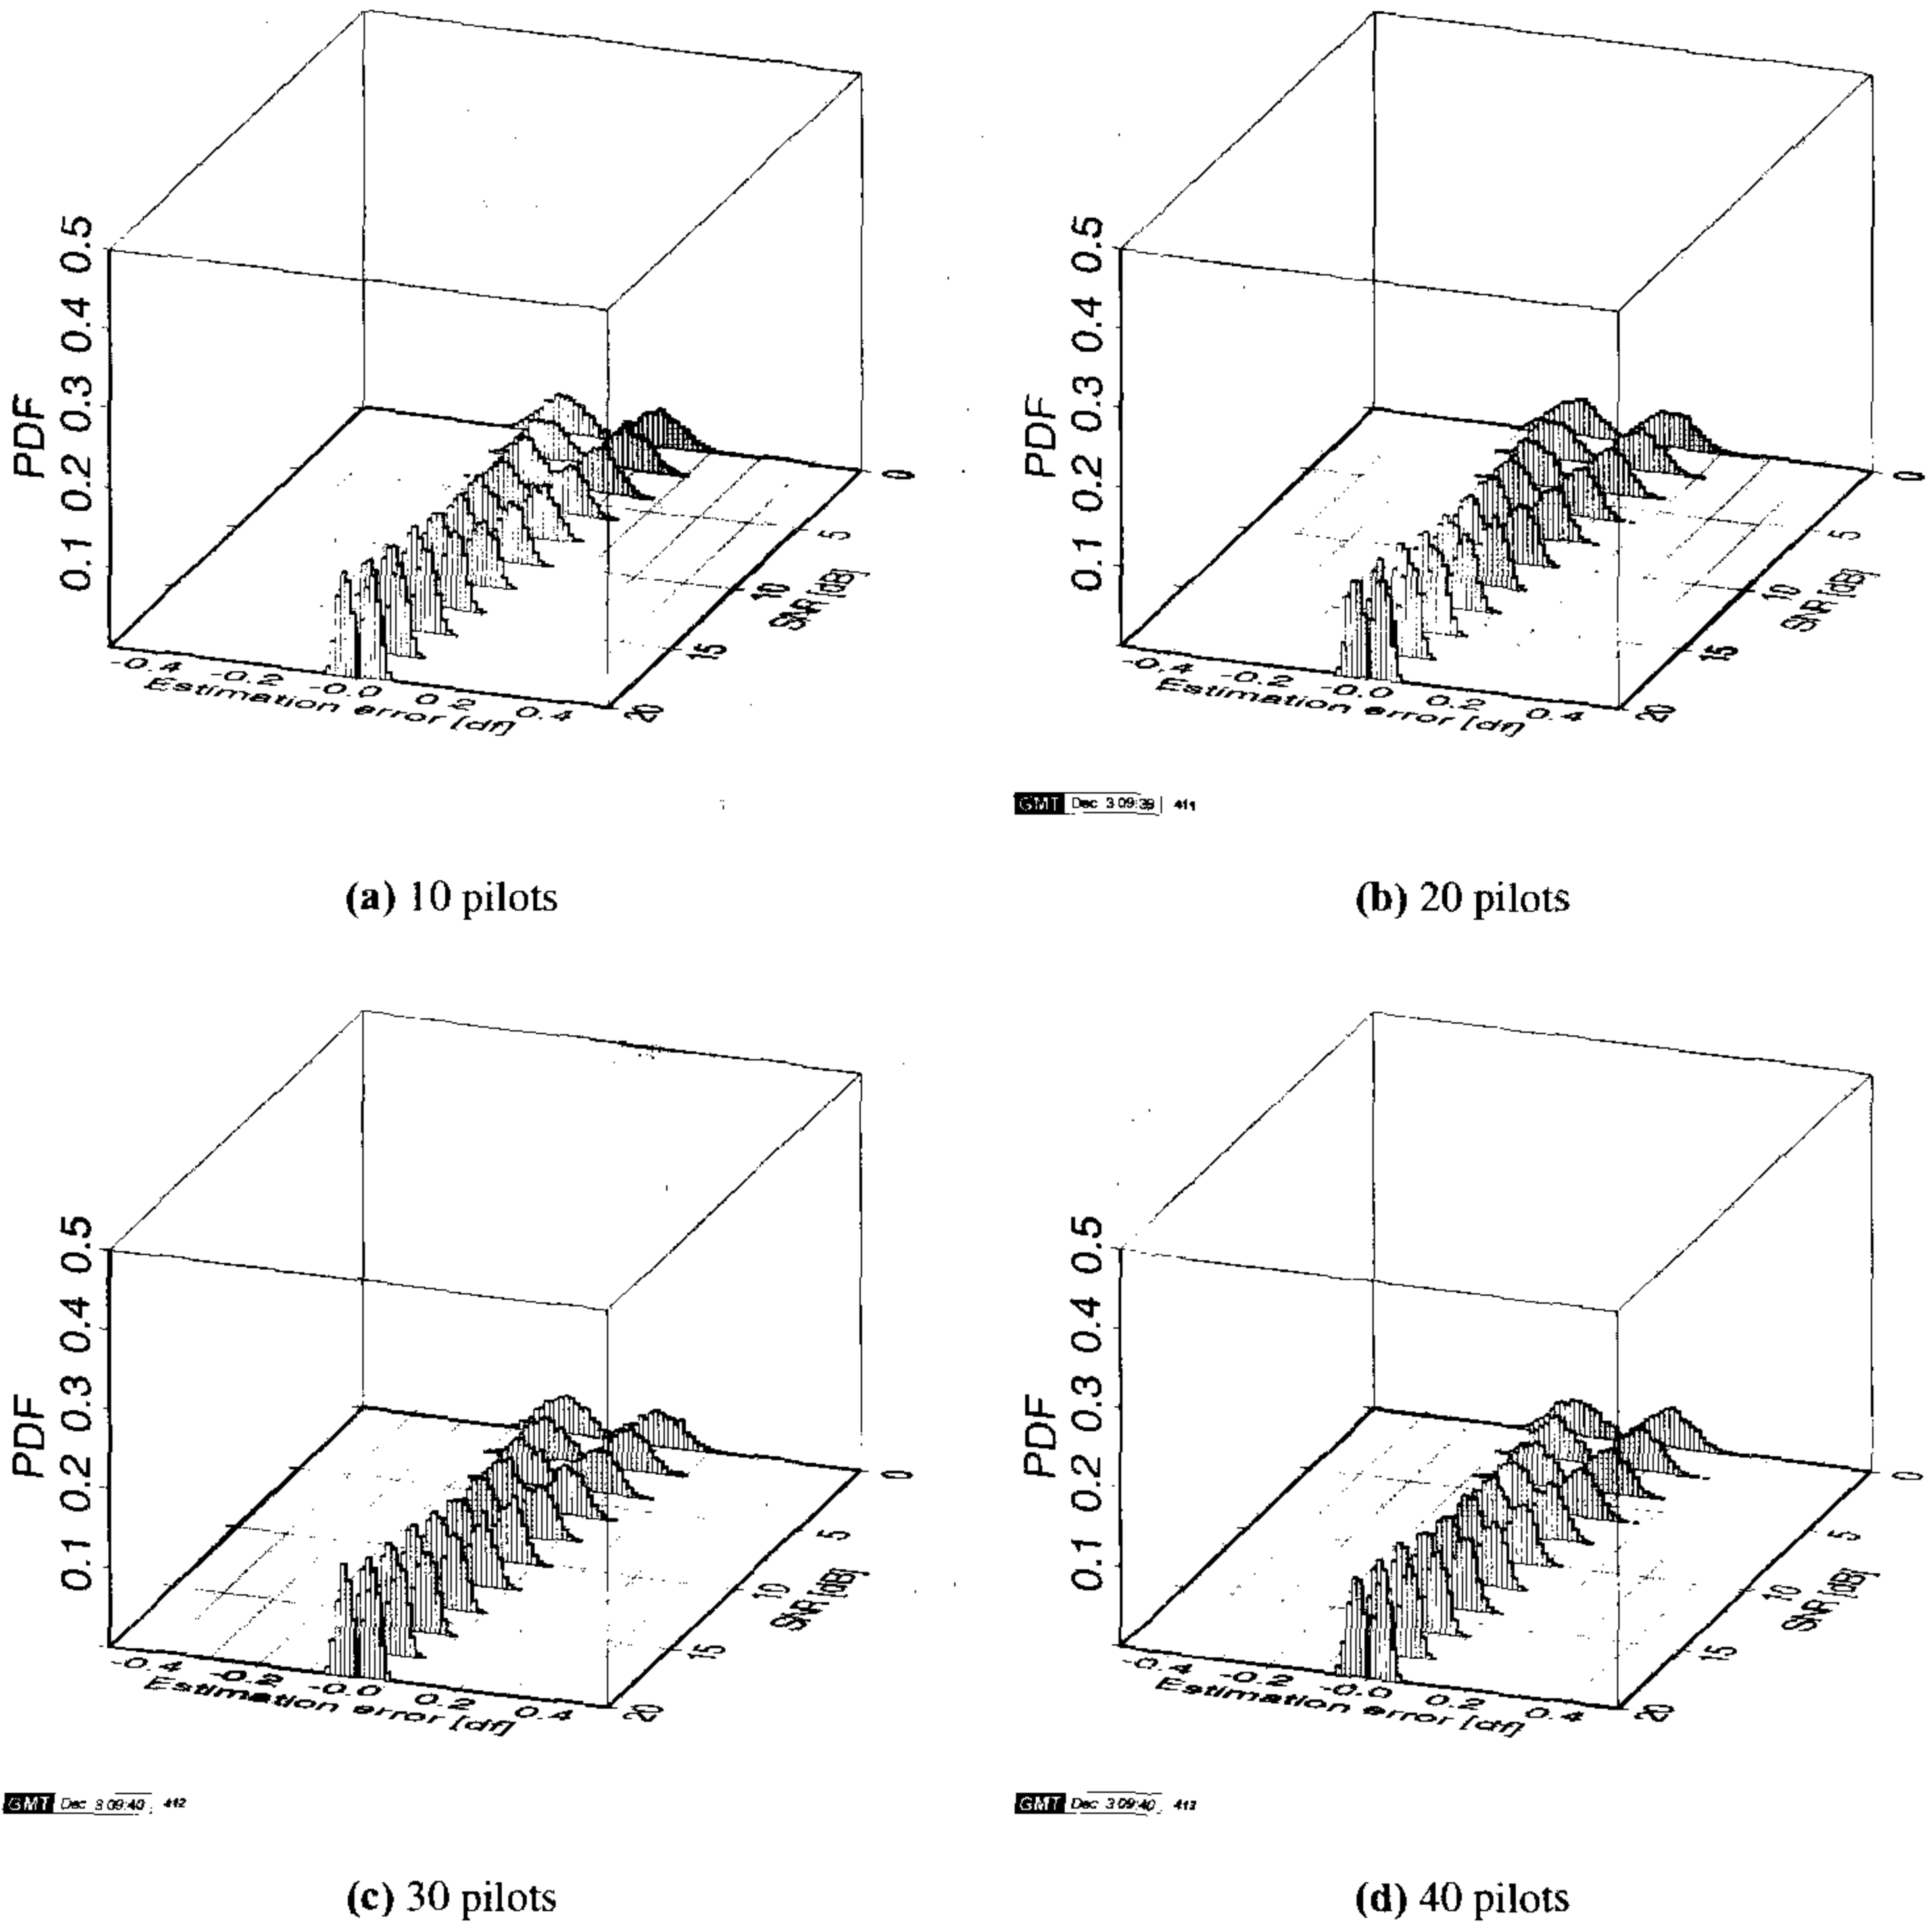 PDF
0.1 0.2 0.3 0.4 0.5
-0.4 -0.2 -0.0 0.2 0.4
Estimation error [df]
0 5 10 15 20
SNR [dB]
(a) 10 pilots
PDF
0.1 0.2 0.3 0.4 0.5
-0.4 -0.2 -0.0 0.2 0.4
Estimation error [df]
0 5 10 15 20
SNR [dB]
GMT Dec 3 09:39 411
(b) 20 pilots
PDF
0.1 0.2 0.3 0.4 0.5
-0.4 -0.2 -0.0 0.2 0.4
Estimation error [df]
0 5 10 15 20
SNR [dB]
GMT Dec 3 09:40 412
(c) 30 pilots
PDF
0.1 0.2 0.3 0.4 0.5
-0.4 -0.2 -0.0 0.2 0.4
Estimation error [df]
0 5 10 15 20
SNR [dB]
GMT Dec 3 09:40 413
(d) 40 pilots